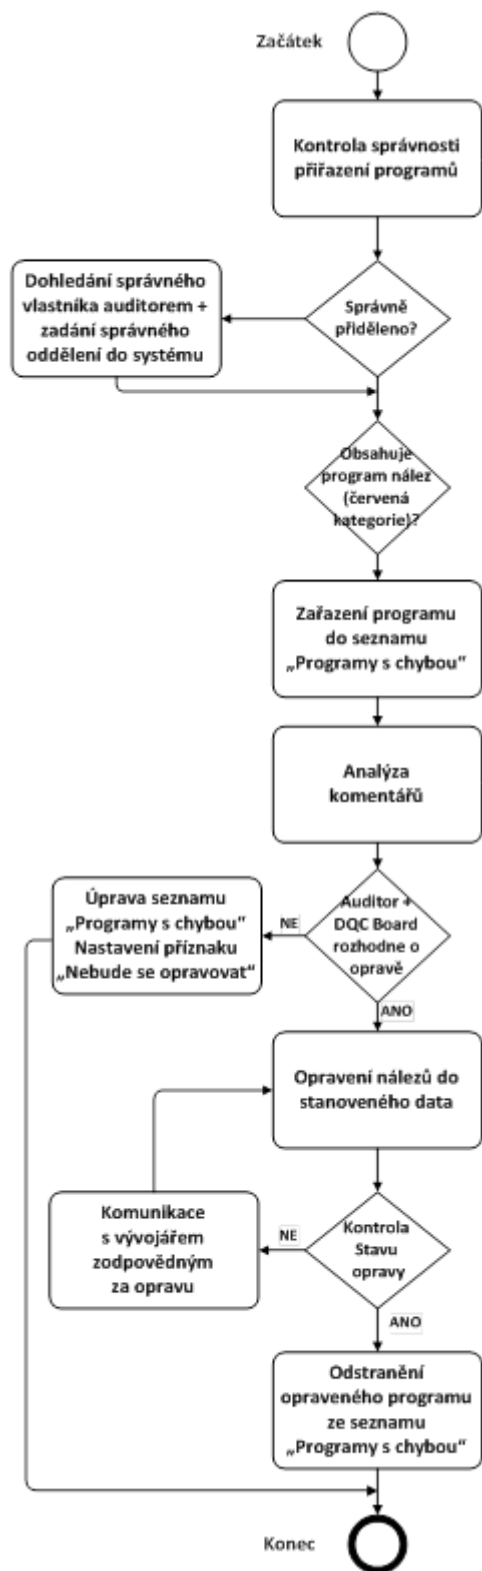 Začátek
Kontrola správnosti
přiřazení programů
Dohledání správného
vlastníka auditorem +
zadání správného
oddělení do systému
Správně
přiděleno?
Obsahuje
program nález
(červená
kategorie)?
Zařazení programu
do seznamu
„Programy s chybou“
Analýza
komentářů
Úprava seznamu
„Programy s chybou“
Nastavení příznaku
„Nebude se opravovat“
NE
Auditor +
DQC Board
rozhodne o
opravě
ANO
Opravení nálezů do
stanoveného data
Komunikace
s vývojářem
zodpovědným
za opravu
NE
Kontrola
Stavu
opravy
ANO
Odstranění
opraveného programu
ze seznamu
„Programy s chybou“
Konec